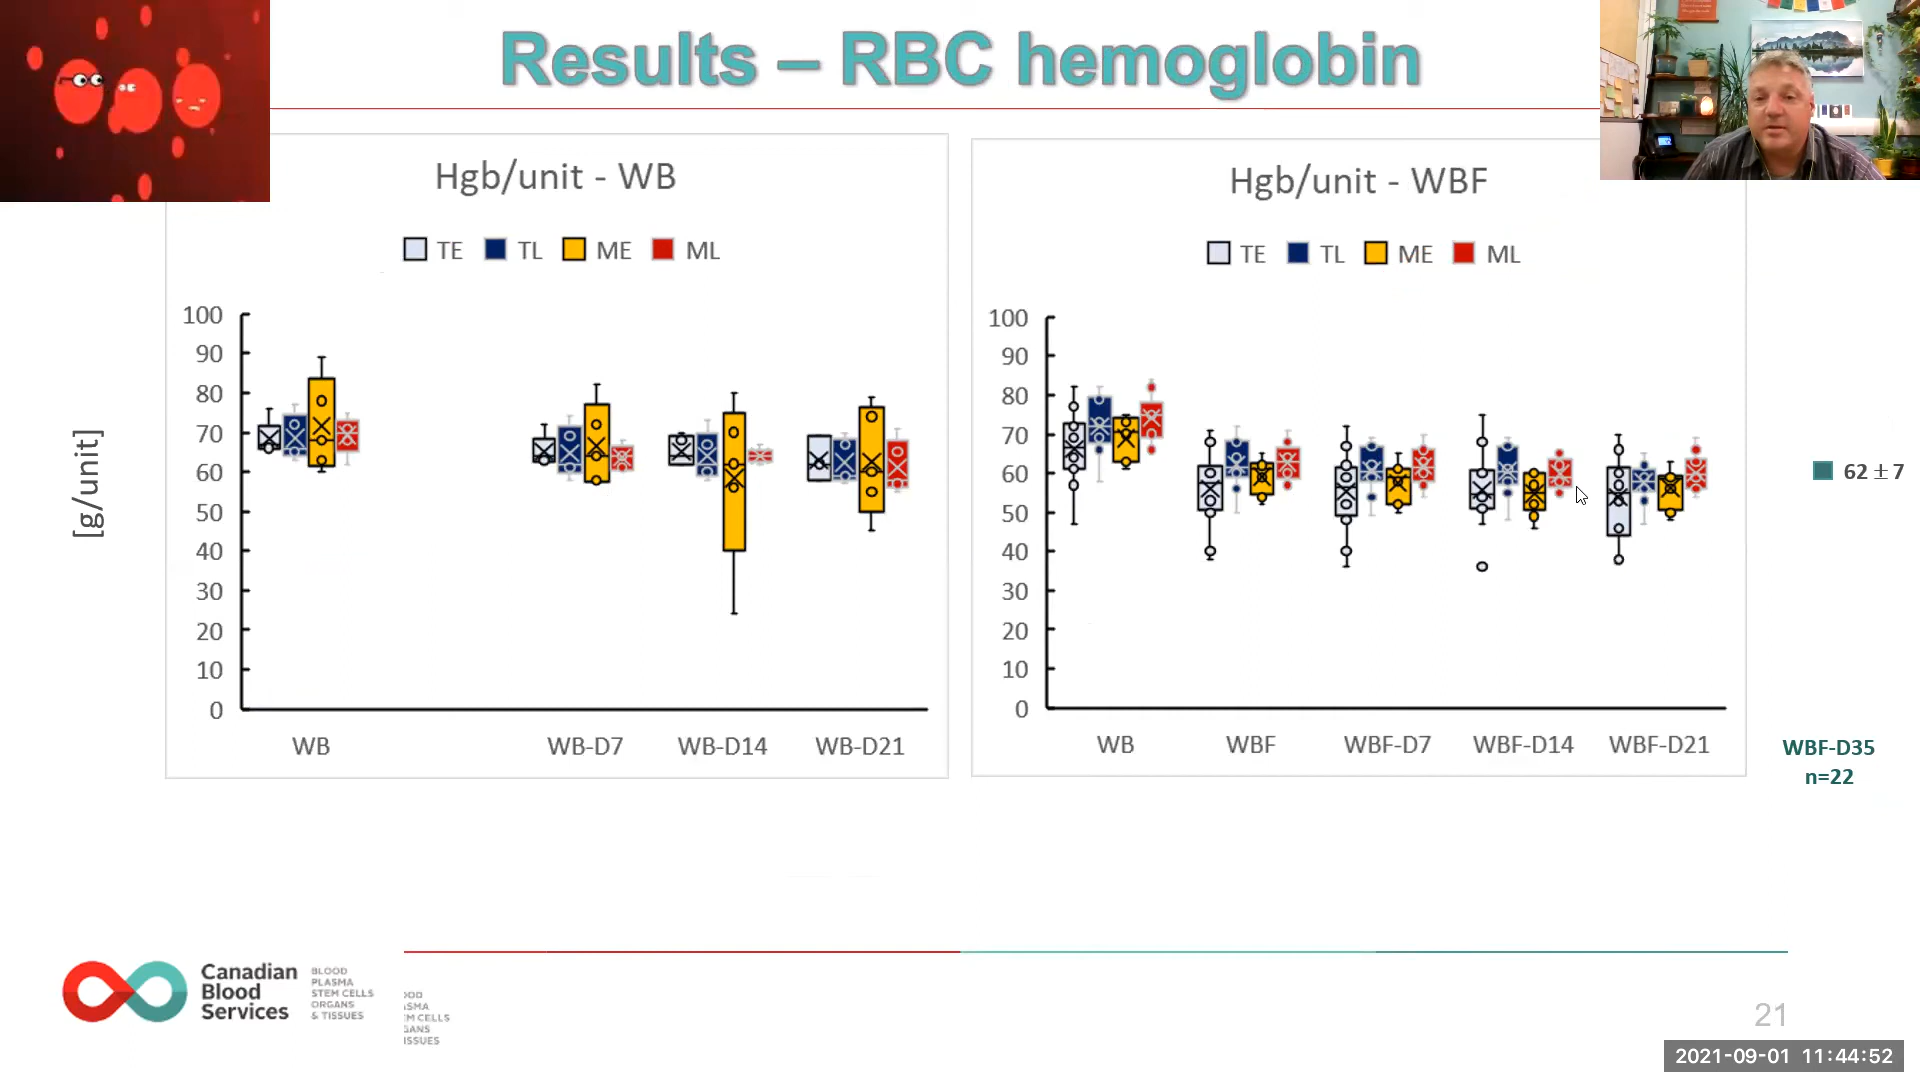 Results – RBC hemoglobin
Hgb/unit - WB
TE TL ME ML
[g/unit]
100
90
80
70
60
50
40
30
20
10
0
WB WB-D7 WB-D14 WB-D21
Hgb/unit - WBF
TE TL ME ML
100
90
80
70
60
50
40
30
20
10
0
WB WBF WBF-D7 WBF-D14 WBF-D21
62 ± 7
WBF-D35
n=22
Canadian
Blood
Services
BLOOD
PLASMA
STEM CELLS
ORGANS
& TISSUES
CELLS
21
2021-09-01 11:44:52